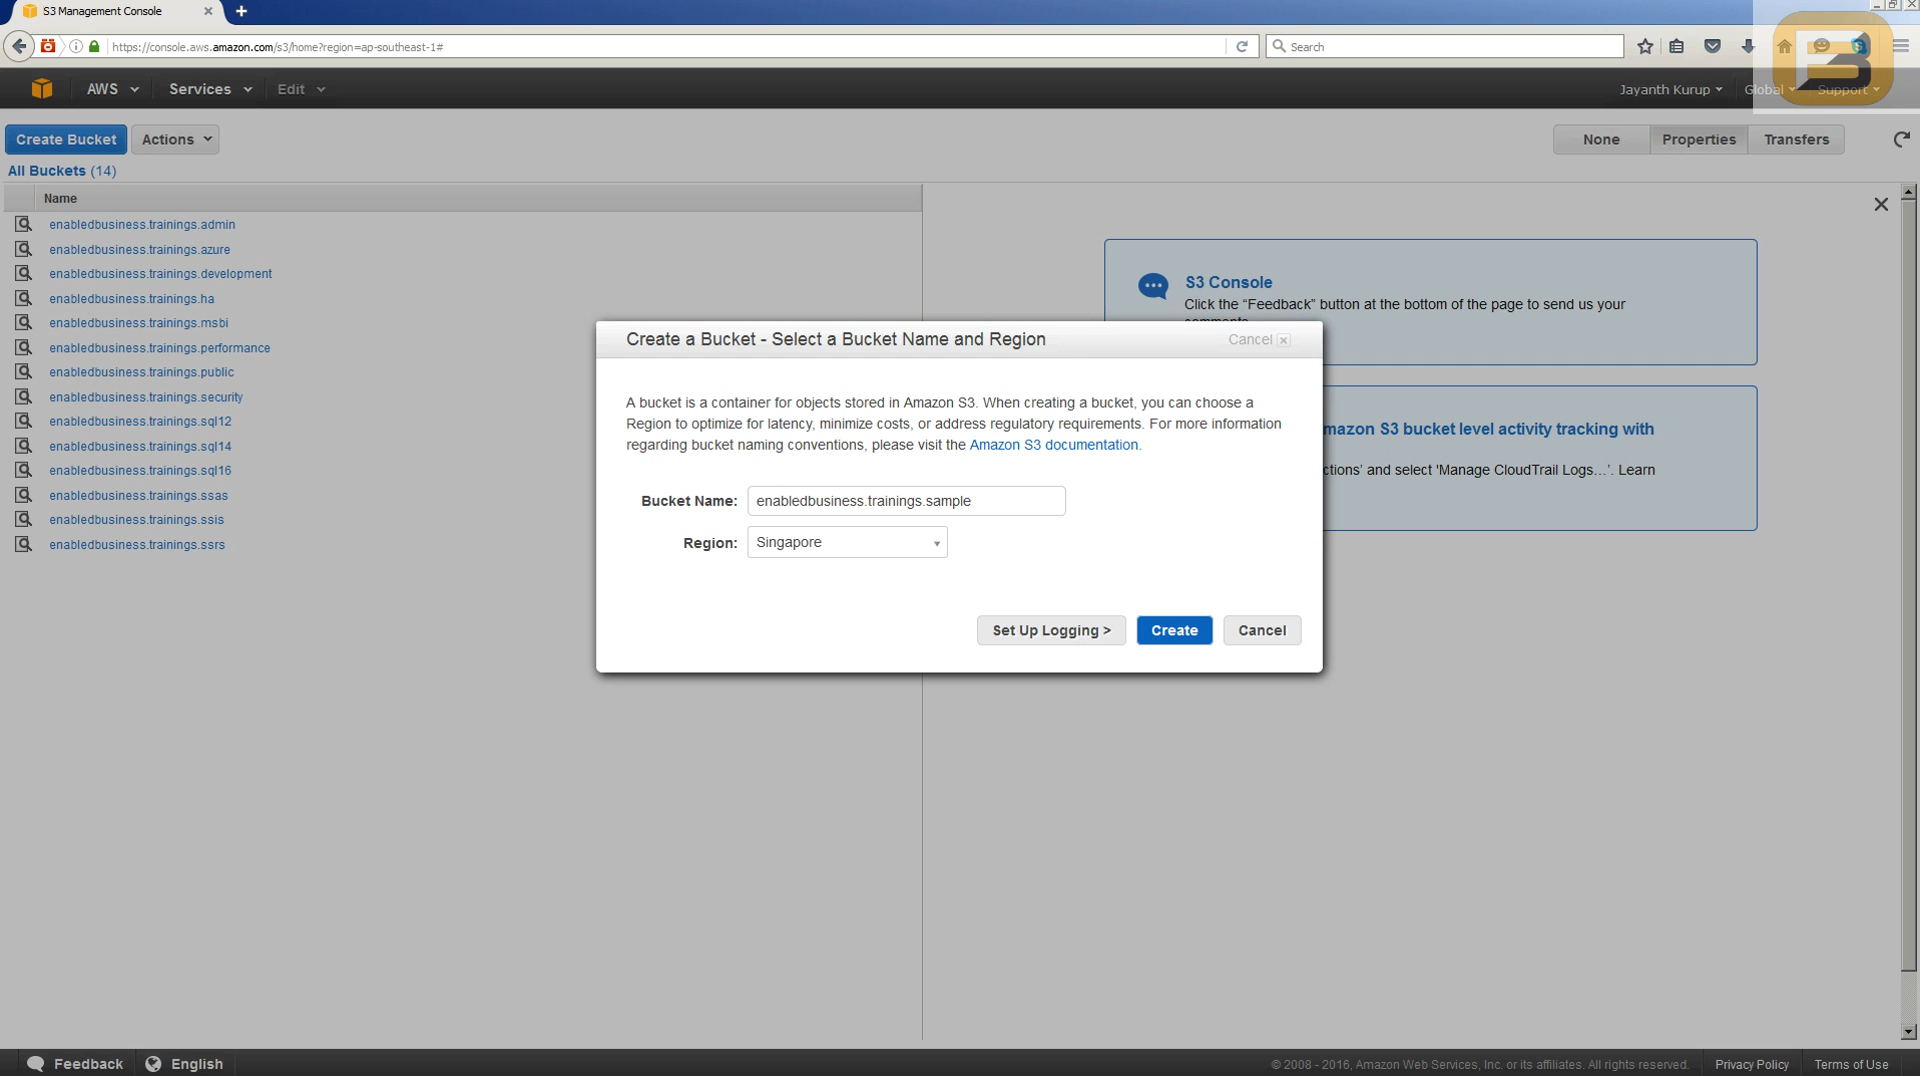 S3 Management Console
https://console.aws.amazon.com/s3/home?region=ap-southeast-1#
Search
AWS Services Edit
Jayanth Kurup Global Support
Create Bucket Actions
None Properties Transfers
All Buckets (14)
Name
enabledbusiness.trainings.admin
enabledbusiness.trainings.azure
enabledbusiness.trainings.development
enabledbusiness.trainings.ha
enabledbusiness.trainings.msbi
enabledbusiness.trainings.performance
enabledbusiness.trainings.public
enabledbusiness.trainings.security
enabledbusiness.trainings.sql12
enabledbusiness.trainings.sql14
enabledbusiness.trainings.sql16
enabledbusiness.trainings.ssas
enabledbusiness.trainings.ssis
enabledbusiness.trainings.ssrs
S3 Console
Click the “Feedback” button at the bottom of the page to send us your
comments
mazon S3 bucket level activity tracking with
ctions’ and select 'Manage CloudTrail Logs...'. Learn
Create a Bucket - Select a Bucket Name and Region
Cancel
A bucket is a container for objects stored in Amazon S3. When creating a bucket, you can choose a
Region to optimize for latency, minimize costs, or address regulatory requirements. For more information
regarding bucket naming conventions, please visit the Amazon S3 documentation.
Bucket Name: enabledbusiness.trainings.sample
Region: Singapore
Set Up Logging > Create Cancel
Feedback English
© 2008 - 2016, Amazon Web Services, Inc. or its affiliates. All rights reserved. Privacy Policy Terms of Use